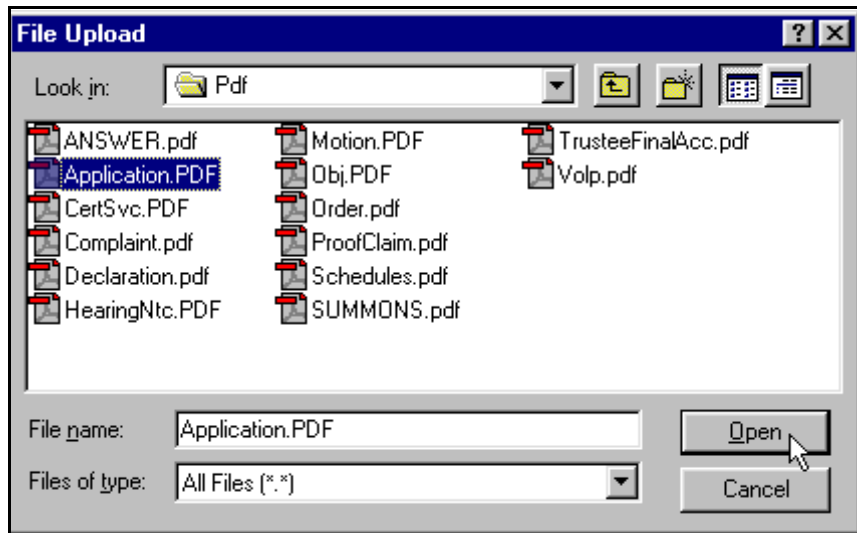 File Upload
Look in: Pdf
ANSWER.pdf
Application.PDF
CertSvc.PDF
Complaint.pdf
Declaration.pdf
HearingNtc.PDF
Motion.PDF
Obj.PDF
Order.pdf
ProofClaim.pdf
Schedules.pdf
SUMMONS.pdf
TrusteeFinalAcc.pdf
Volp.pdf
File name: Application.PDF
Open
Files of type: All Files (*.*)
Cancel